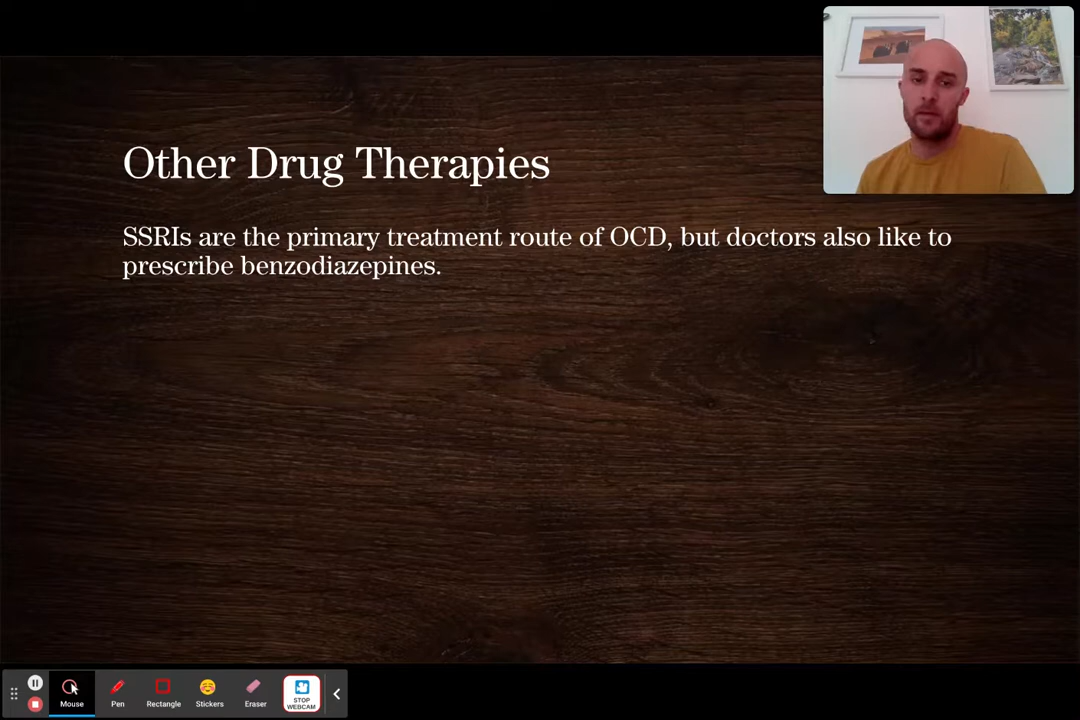 Other Drug Therapies
SSRIs are the primary treatment route of OCD, but doctors also like to
prescribe benzodiazepines.
Mouse
Pen
Rectangle
Stickers
Eraser
STOP
WEBCAM